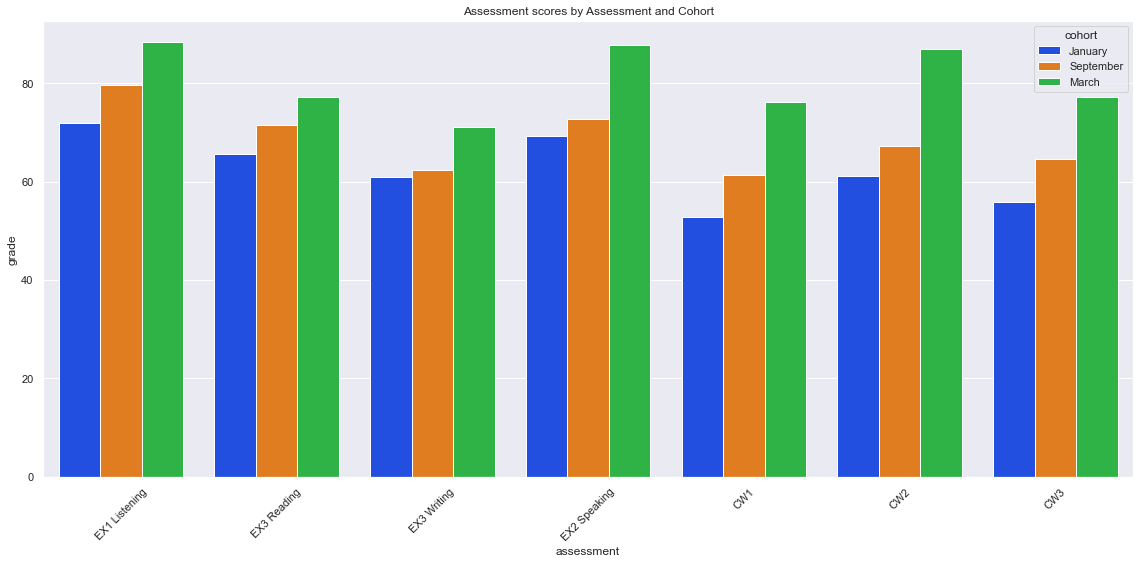 Assessment scores by Assessment and Cohort
cohort
January
September
March
grade
80
60
40
20
0
EX1 Listening
EX3 Reading
EX3 Writing
EX2 Speaking
CW1
CW2
CW3
assessment